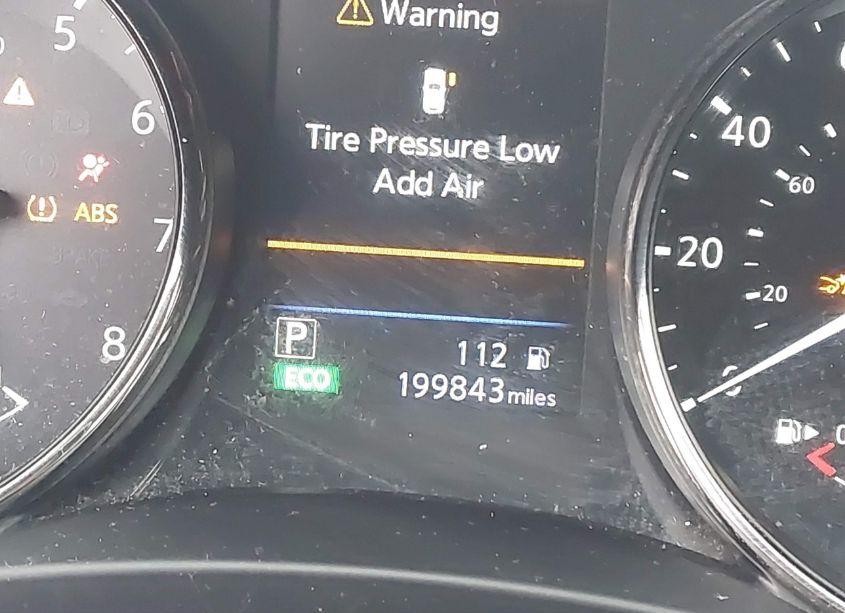 Warning
Tire Pressure Low
Add Air
5
6
7
8
ABS
P
ECO
112
199843 miles
40
60
20
20
0